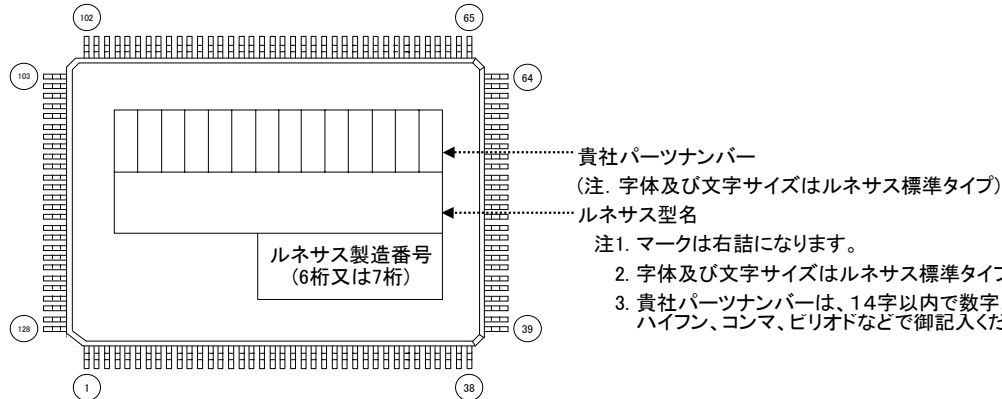 102
65
103
64
貴社パーツナンバー
(注. 字体及び文字サイズはルネサス標準タイプ)
ルネサス型名
注1. マークは右詰になります。
ルネサス製造番号
(6桁又は7桁)
2. 字体及び文字サイズはルネサス標準タイプ
3. 貴社パーツナンバーは、14字以内で数字
ハイフン、コンマ、ピリオドなどで御記入くだ
128
39
1
38